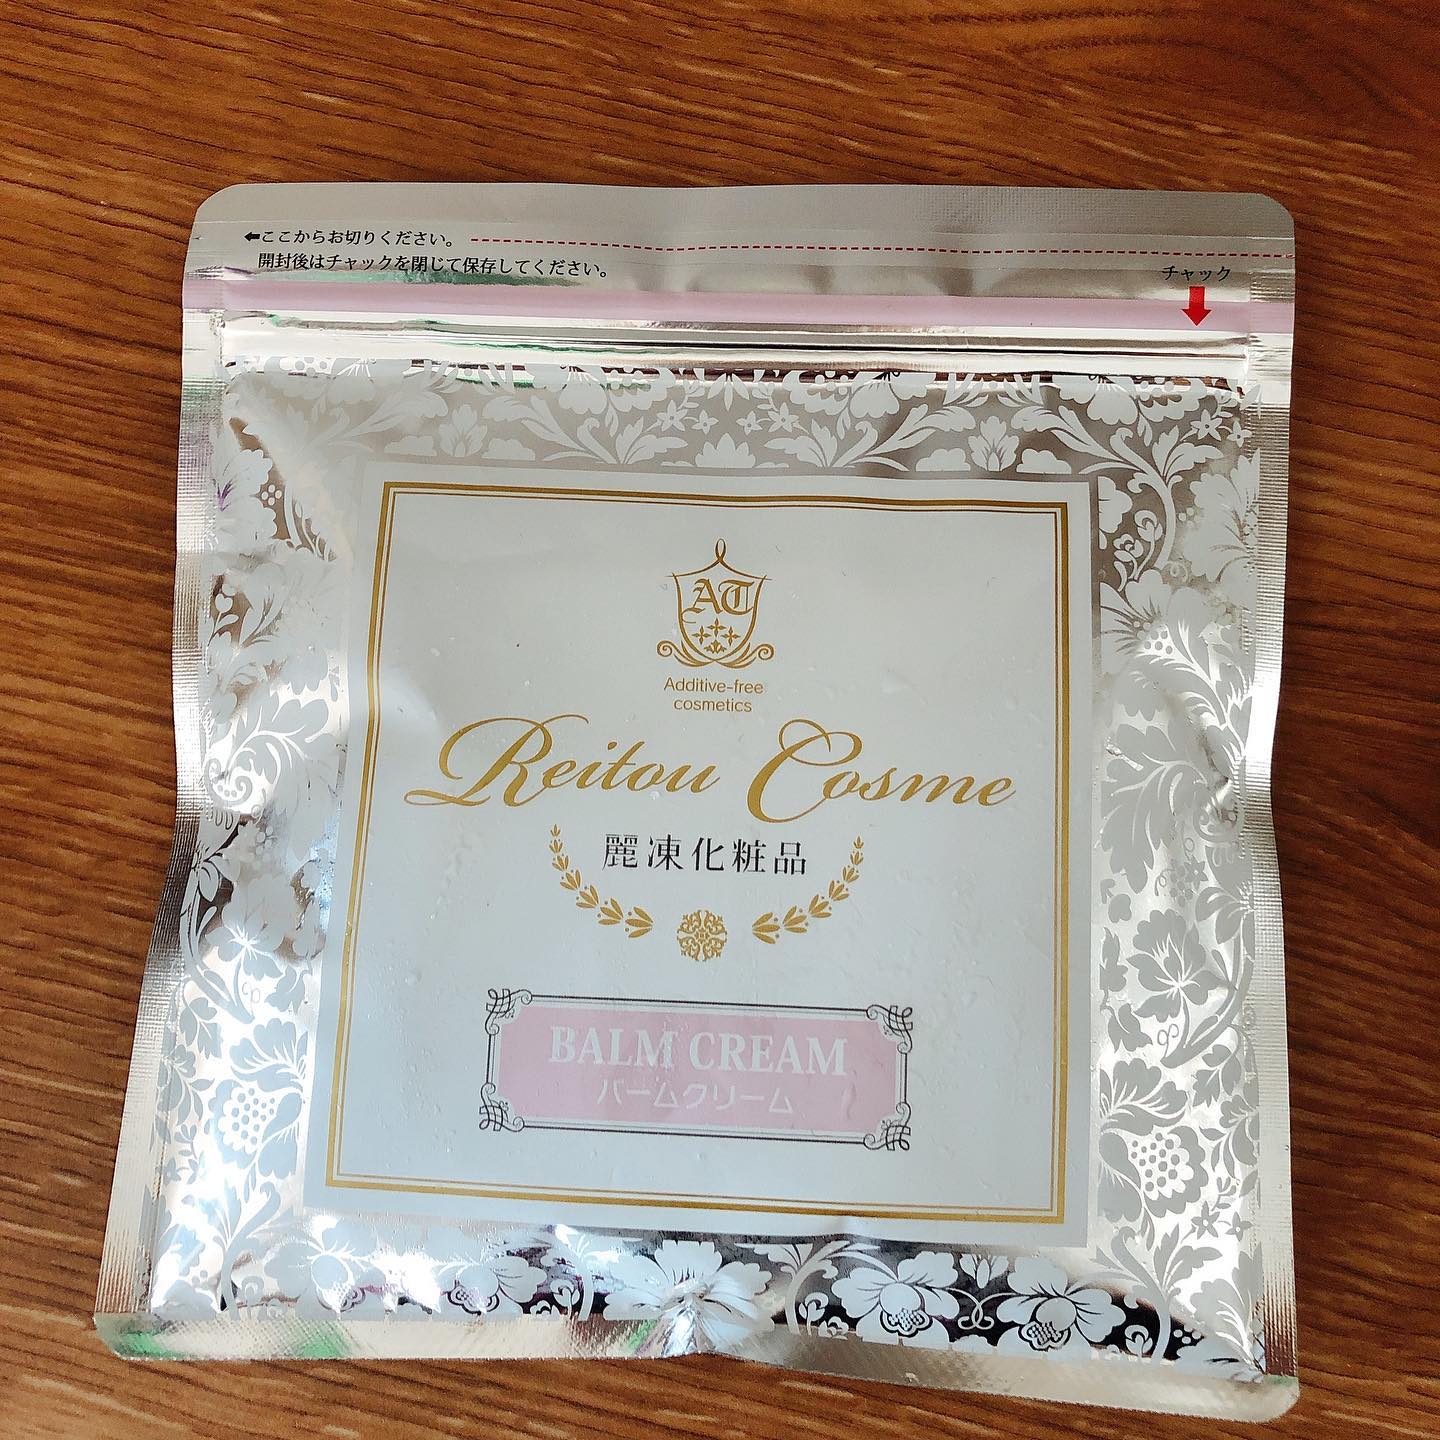 ⬅ここからお切りください。
開封後はチャックを閉じて保存してください。
チャック
AT
Additive-free
cosmetics
Reitou Cosme
麗凍化粧品
BALM CREAM
バームクリーム